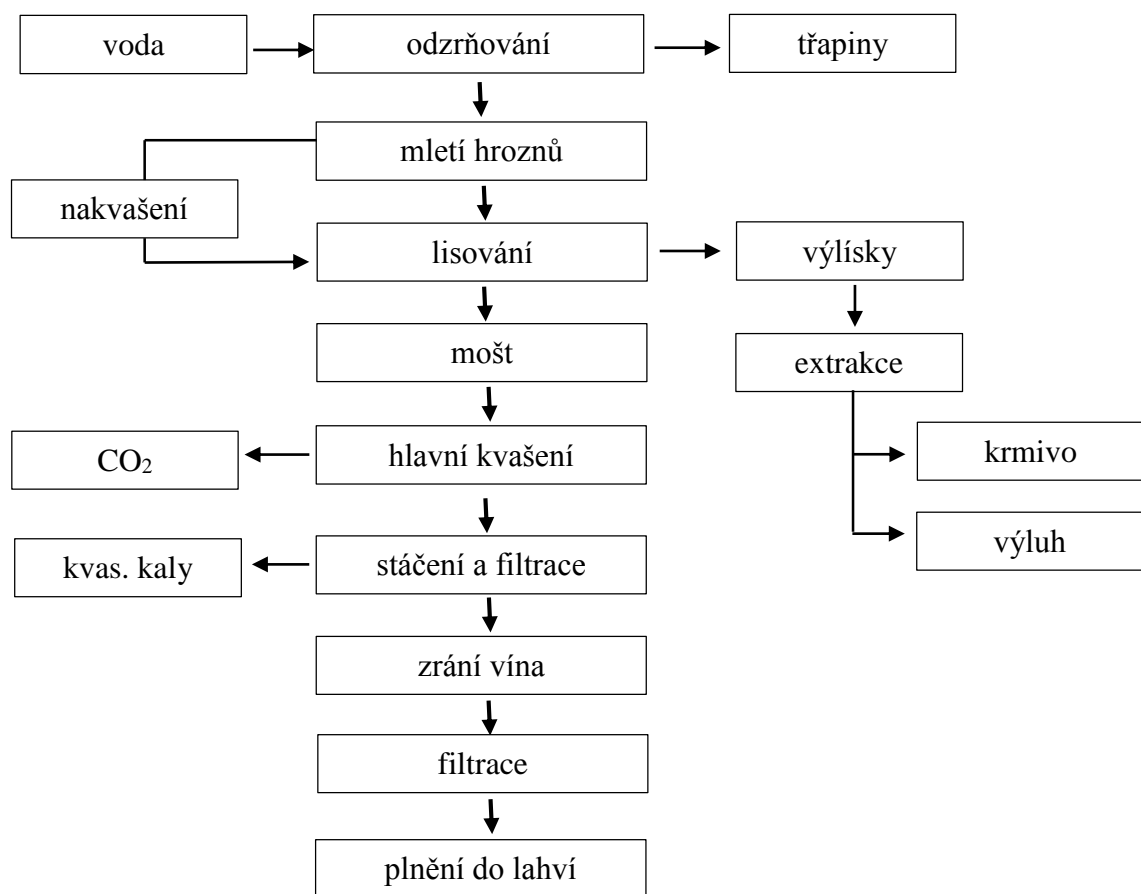 voda
odzrňování
třapiny
mletí hroznů
nakvašení
lisování
výlísky
mošt
extrakce
CO₂
hlavní kvašení
krmivo
kvas. kaly
stáčení a filtrace
výluh
zrání vína
filtrace
plnění do lahví